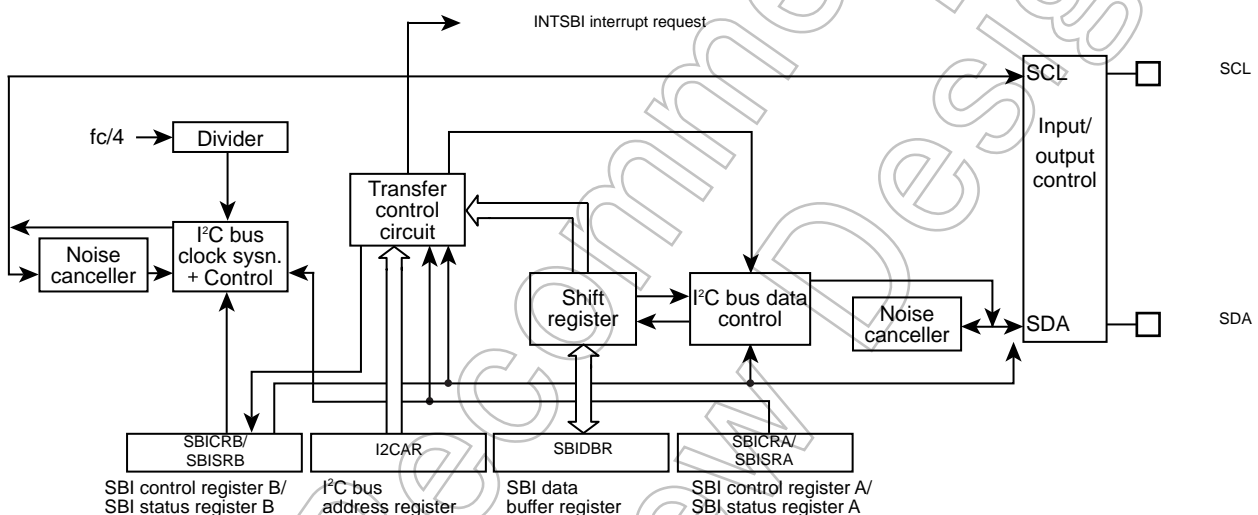 INTSBI interrupt request
SCL
SCL
fc/4
Divider
Input/
output
control
Transfer
control
circuit
I²C bus
clock sysn.
+ Control
Noise
canceller
Shift
register
I²C bus data
control
Noise
canceller
SDA
SDA
SBICRB/
SBISRB
I2CAR
SBIDBR
SBICRA/
SBISRA
SBI control register B/
SBI status register B
I²C bus
address register
SBI data
buffer register
SBI control register A/
SBI status register A